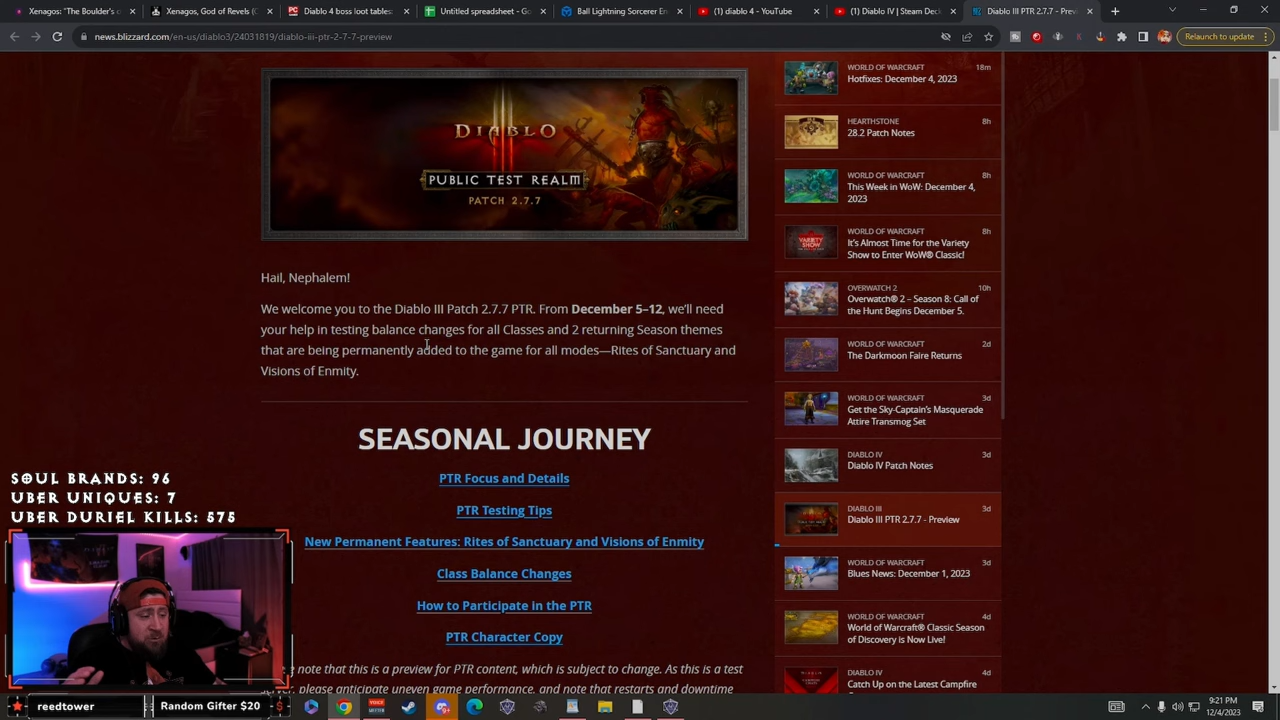 Xenagos "God's o
Xenagos, God of Revels (C
Diablo 4 boss loot tables:
Untitled spreadsheet - Go
Ball Lightning Sorcerer En
(1) diablo 4 - YouTube
(1) Diablo IV | Steam Deck
Diablo III PTR 2.7.7 - Previ
news.blizzard.com/en-us/diablo3/24031819/diablo-iii-ptr-2-7-7-preview
Relaunch to update
DIABLO
III
PUBLIC TEST REALM
PATCH 2.7.7
Hail, Nephalem!
We welcome you to the Diablo III Patch 2.7.7 PTR. From December 5–12, we'll need
your help in testing balance changes for all Classes and 2 returning Season themes
that are being permanently added to the game for all modes—Rites of Sanctuary and
Visions of Enmity.
SEASONAL JOURNEY
PTR Focus and Details
PTR Testing Tips
New Permanent Features: Rites of Sanctuary and Visions of Enmity
Class Balance Changes
How to Participate in the PTR
PTR Character Copy
note that this is a preview for PTR content, which is subject to change. As this is a test
please anticipate uneven game performance, and note that restarts and downtime
WORLD OF WARCRAFT 18m
Hotfixes: December 4, 2023
HEARTHSTONE 8h
28.2 Patch Notes
WORLD OF WARCRAFT 8h
This Week in WoW: December 4,
2023
WORLD OF WARCRAFT 8h
It's Almost Time for the Variety
Show to Enter WoW® Classic!
VARIETY
SHOW
OVERWATCH 2 10h
Overwatch® 2 – Season 8: Call of
the Hunt Begins December 5.
WORLD OF WARCRAFT 2d
The Darkmoon Faire Returns
WORLD OF WARCRAFT 3d
Get the Sky-Captain's Masquerade
Attire Transmog Set
DIABLO IV 3d
Diablo IV Patch Notes
DIABLO III 3d
Diablo III PTR 2.7.7 - Preview
WORLD OF WARCRAFT 3d
Blues News: December 1, 2023
WORLD OF WARCRAFT 4d
World of Warcraft® Classic Season
of Discovery is Now Live!
DIABLO IV 4d
Catch Up on the Latest Campfire
SOUL BRANDS: 96
UBER UNIQUES: 7
UBER DURIEL KILLS: 575
reedtower
Random Gifter $20
9:21 PM
12/4/2023